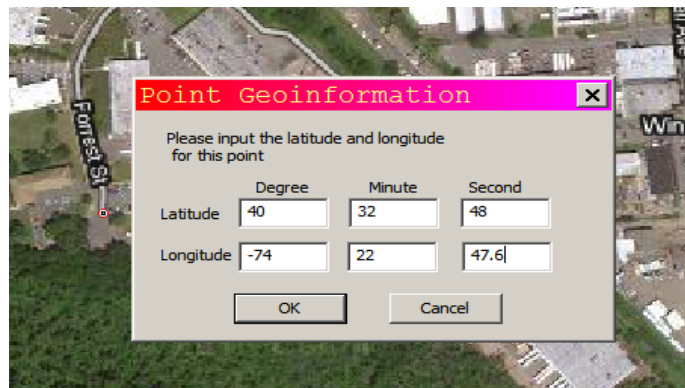 Point Geoinformation
Please input the latitude and longitude
for this point
Degree Minute Second
Latitude 40 32 48
Longitude -74 22 47.6
OK Cancel
Forrest St
Win